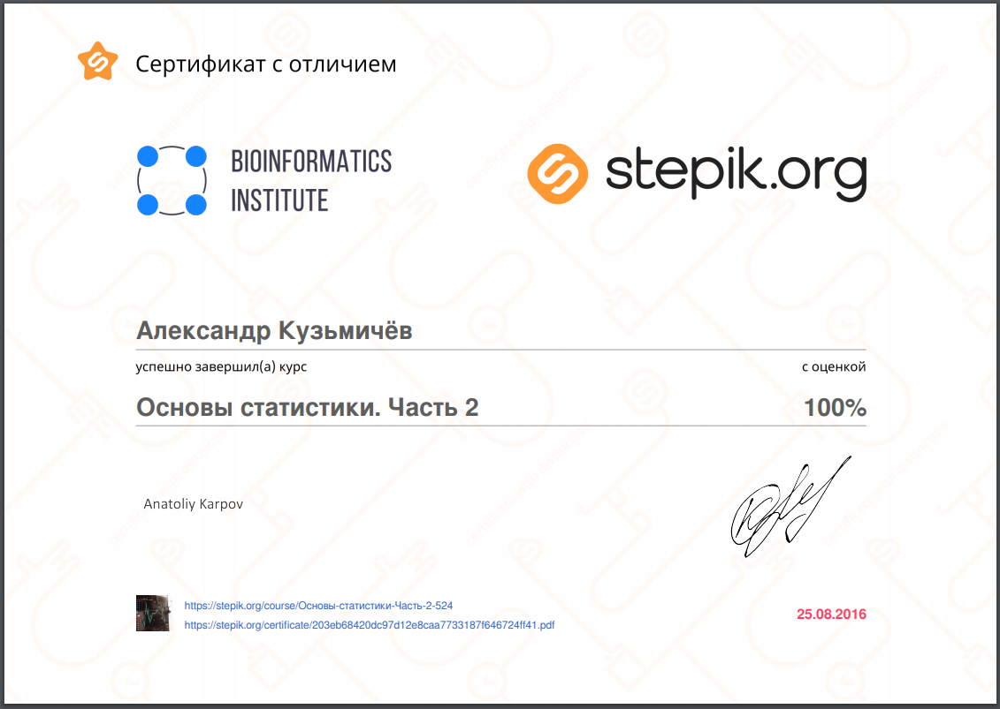 Сертификат с отличием
BIOINFORMATICS
INSTITUTE
stepik.org
Александр Кузьмичёв
успешно завершил(а) курс с оценкой
Основы статистики. Часть 2 100%
Anatoliy Karpov
https://stepik.org/course/Основы-статистики-Часть-2-524
https://stepik.org/certificate/203eb68420dc97d12e8caa7733187f646724ff41.pdf
25.08.2016